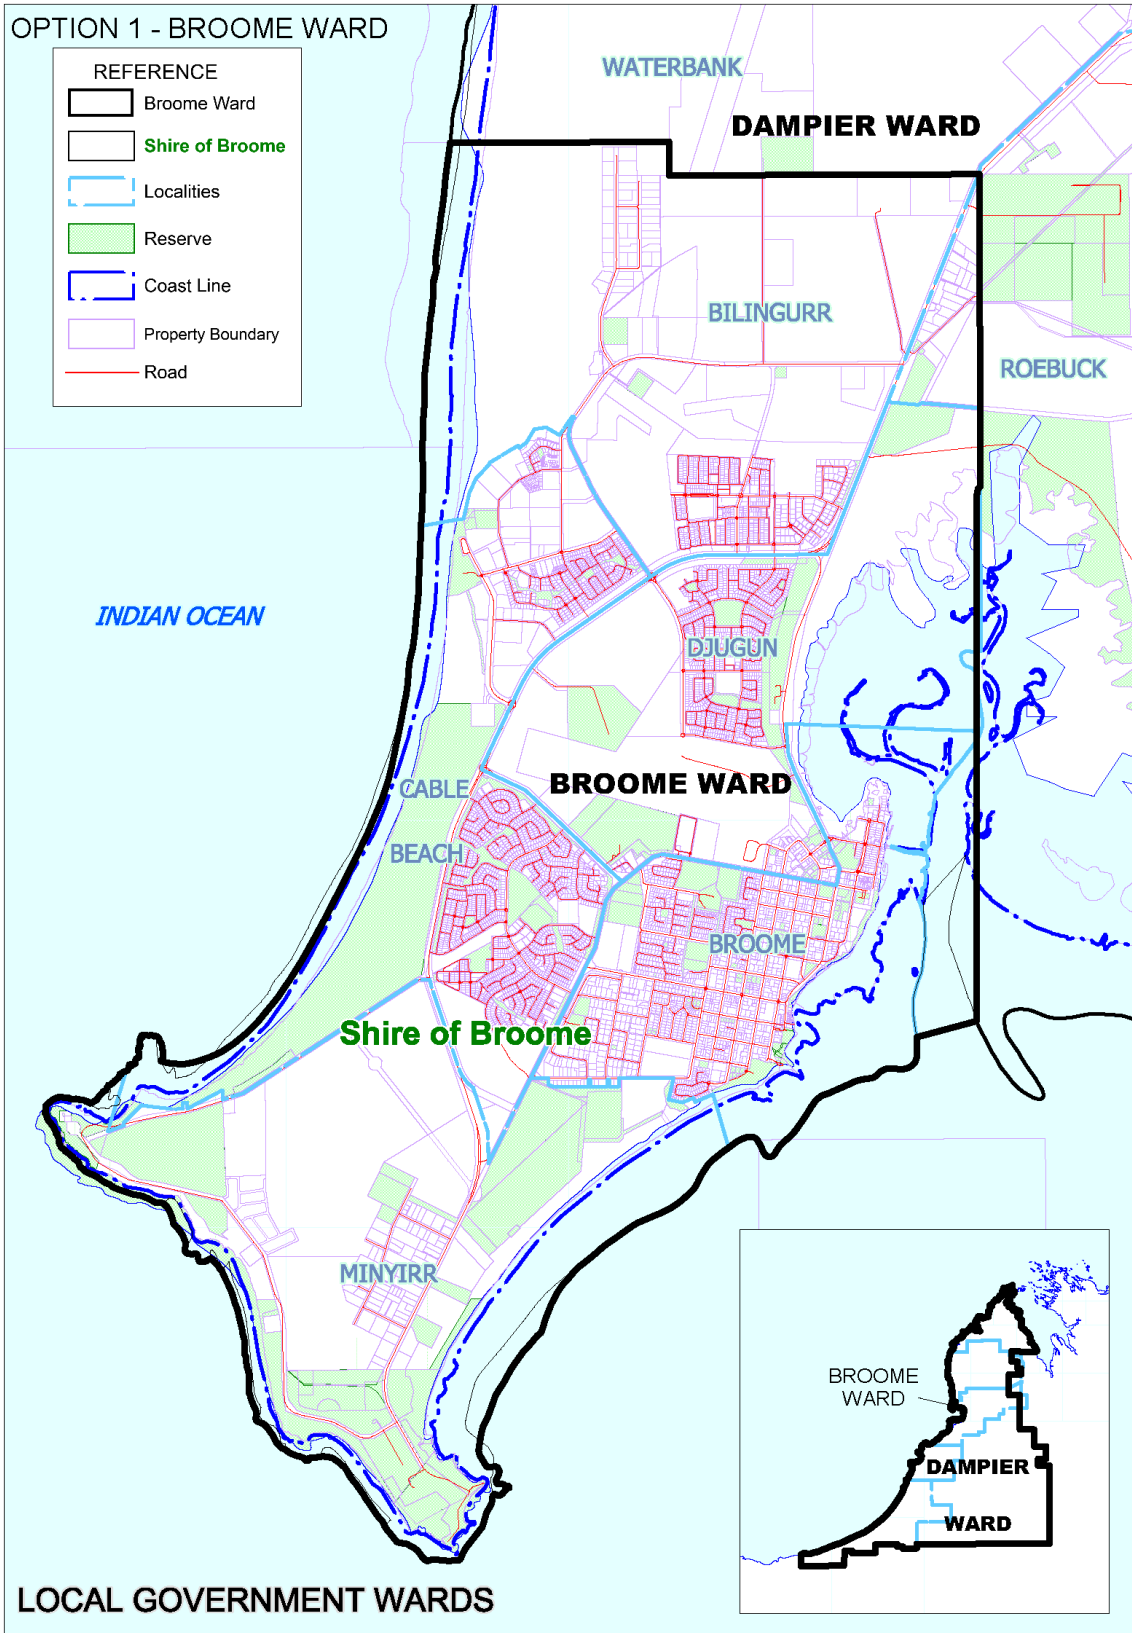 OPTION 1 - BROOME WARD
REFERENCE
Broome Ward
Shire of Broome
Localities
Reserve
Coast Line
Property Boundary
Road
WATERBANK
DAMPIER WARD
BILINGURR
ROEBUCK
INDIAN OCEAN
DJUGUN
CABLE
BEACH
BROOME WARD
BROOME
Shire of Broome
MINYIRR
BROOME
WARD
DAMPIER
WARD
LOCAL GOVERNMENT WARDS